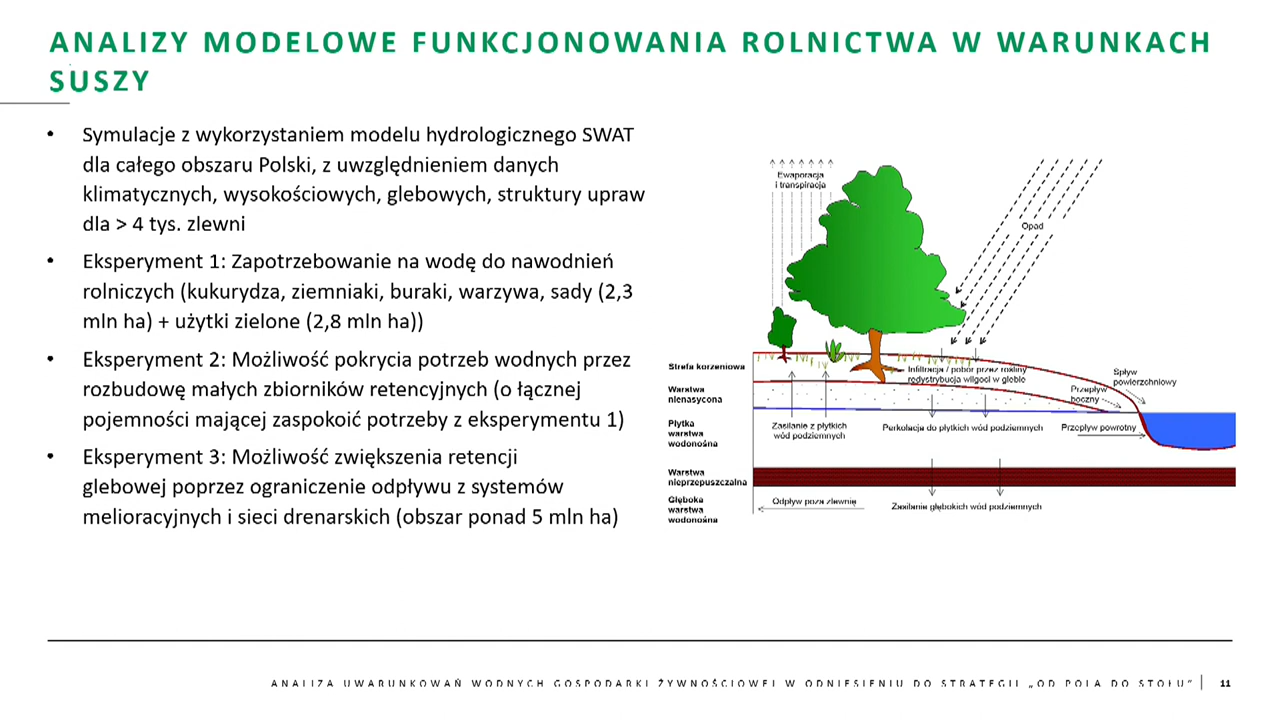 ANALIZY MODELOWE FUNKCJONOWANIA ROLNICTWA W WARUNKACH
SUSZY
• Symulacje z wykorzystaniem modelu hydrologicznego SWAT
dla całego obszaru Polski, z uwzględnieniem danych
klimatycznych, wysokościowych, glebowych, struktury upraw
dla > 4 tys. zlewni
• Eksperyment 1: Zapotrzebowanie na wodę do nawodnień
rolniczych (kukurydza, ziemniaki, buraki, warzywa, sady (2,3
mln ha) + użytki zielone (2,8 mln ha))
• Eksperyment 2: Możliwość pokrycia potrzeb wodnych przez
rozbudowę małych zbiorników retencyjnych (o łącznej
pojemności mającej zaspokoić potrzeby z eksperymentu 1)
• Eksperyment 3: Możliwość zwiększenia retencji
glebowej poprzez ograniczenie odpływu z systemów
melioracyjnych i sieci drenarskich (obszar ponad 5 mln ha)
Ewaporacja
i transpiracja
Opad
Strefa korzeniowa
Infiltracja / pobór przez rośliny
redystrybucja wilgoci w glebie
Spływ
powierzchniowy
Warstwa
nienasycona
Przepływ
boczny
Płytka
warstwa
wodonośna
Zasilanie z płytkich
wód podziemnych
Perkolacja do płytkich wód podziemnych
Przepływ powrotny
Warstwa
nieprzepuszczalna
Głęboka
warstwa
wodonośna
Odpływ poza zlewnię
Zasilanie głębokich wód podziemnych
ANALIZA UWARUNKOWAŃ WODNYCH GOSPODARKI ŻYWNOŚCIOWEJ W ODNIESIENIU DO STRATEGII „OD POLA DO STOŁU” | 11